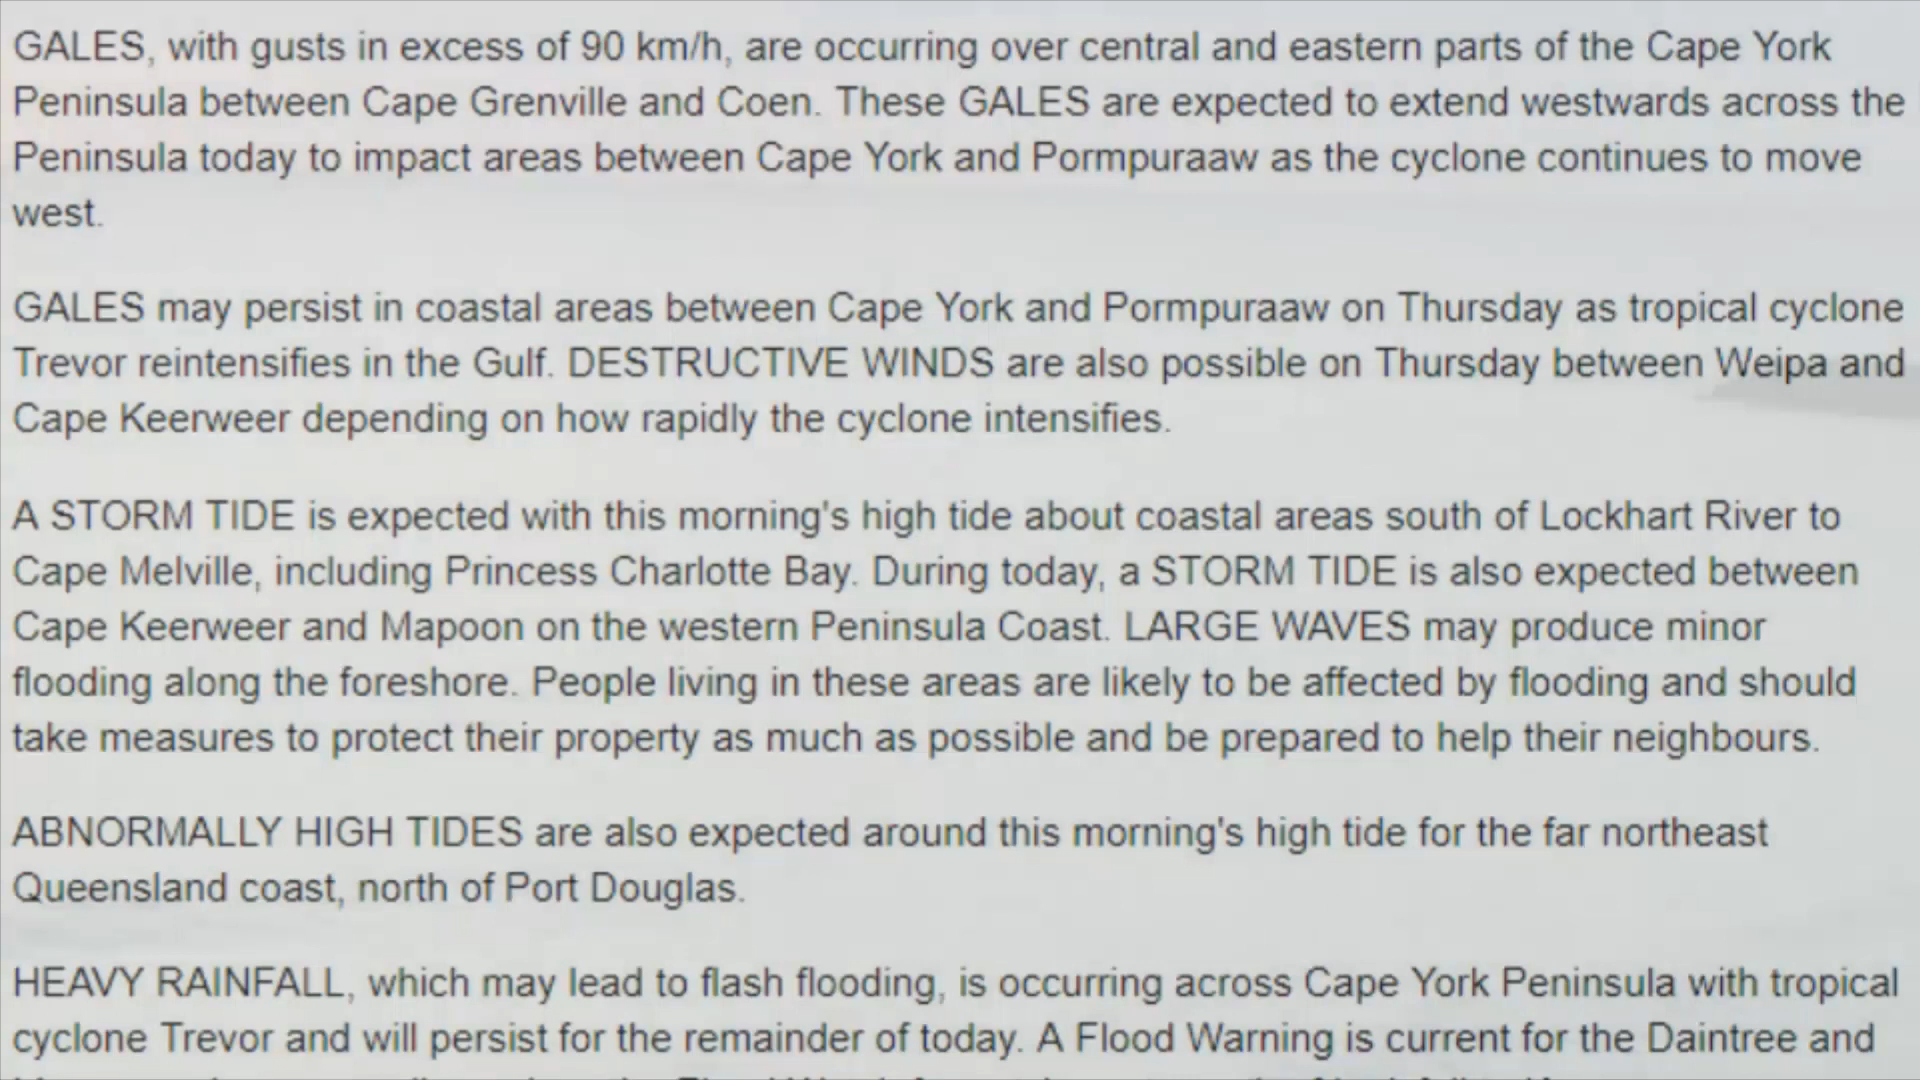 GALES, with gusts in excess of 90 km/h, are occurring over central and eastern parts of the Cape York
Peninsula between Cape Grenville and Coen. These GALES are expected to extend westwards across the
Peninsula today to impact areas between Cape York and Pormpuraaw as the cyclone continues to move
west.
GALES may persist in coastal areas between Cape York and Pormpuraaw on Thursday as tropical cyclone
Trevor reintensifies in the Gulf. DESTRUCTIVE WINDS are also possible on Thursday between Weipa and
Cape Keerweer depending on how rapidly the cyclone intensifies.
A STORM TIDE is expected with this morning's high tide about coastal areas south of Lockhart River to
Cape Melville, including Princess Charlotte Bay. During today, a STORM TIDE is also expected between
Cape Keerweer and Mapoon on the western Peninsula Coast. LARGE WAVES may produce minor
flooding along the foreshore. People living in these areas are likely to be affected by flooding and should
take measures to protect their property as much as possible and be prepared to help their neighbours.
ABNORMALLY HIGH TIDES are also expected around this morning's high tide for the far northeast
Queensland coast, north of Port Douglas.
HEAVY RAINFALL, which may lead to flash flooding, is occurring across Cape York Peninsula with tropical
cyclone Trevor and will persist for the remainder of today. A Flood Warning is current for the Daintree and